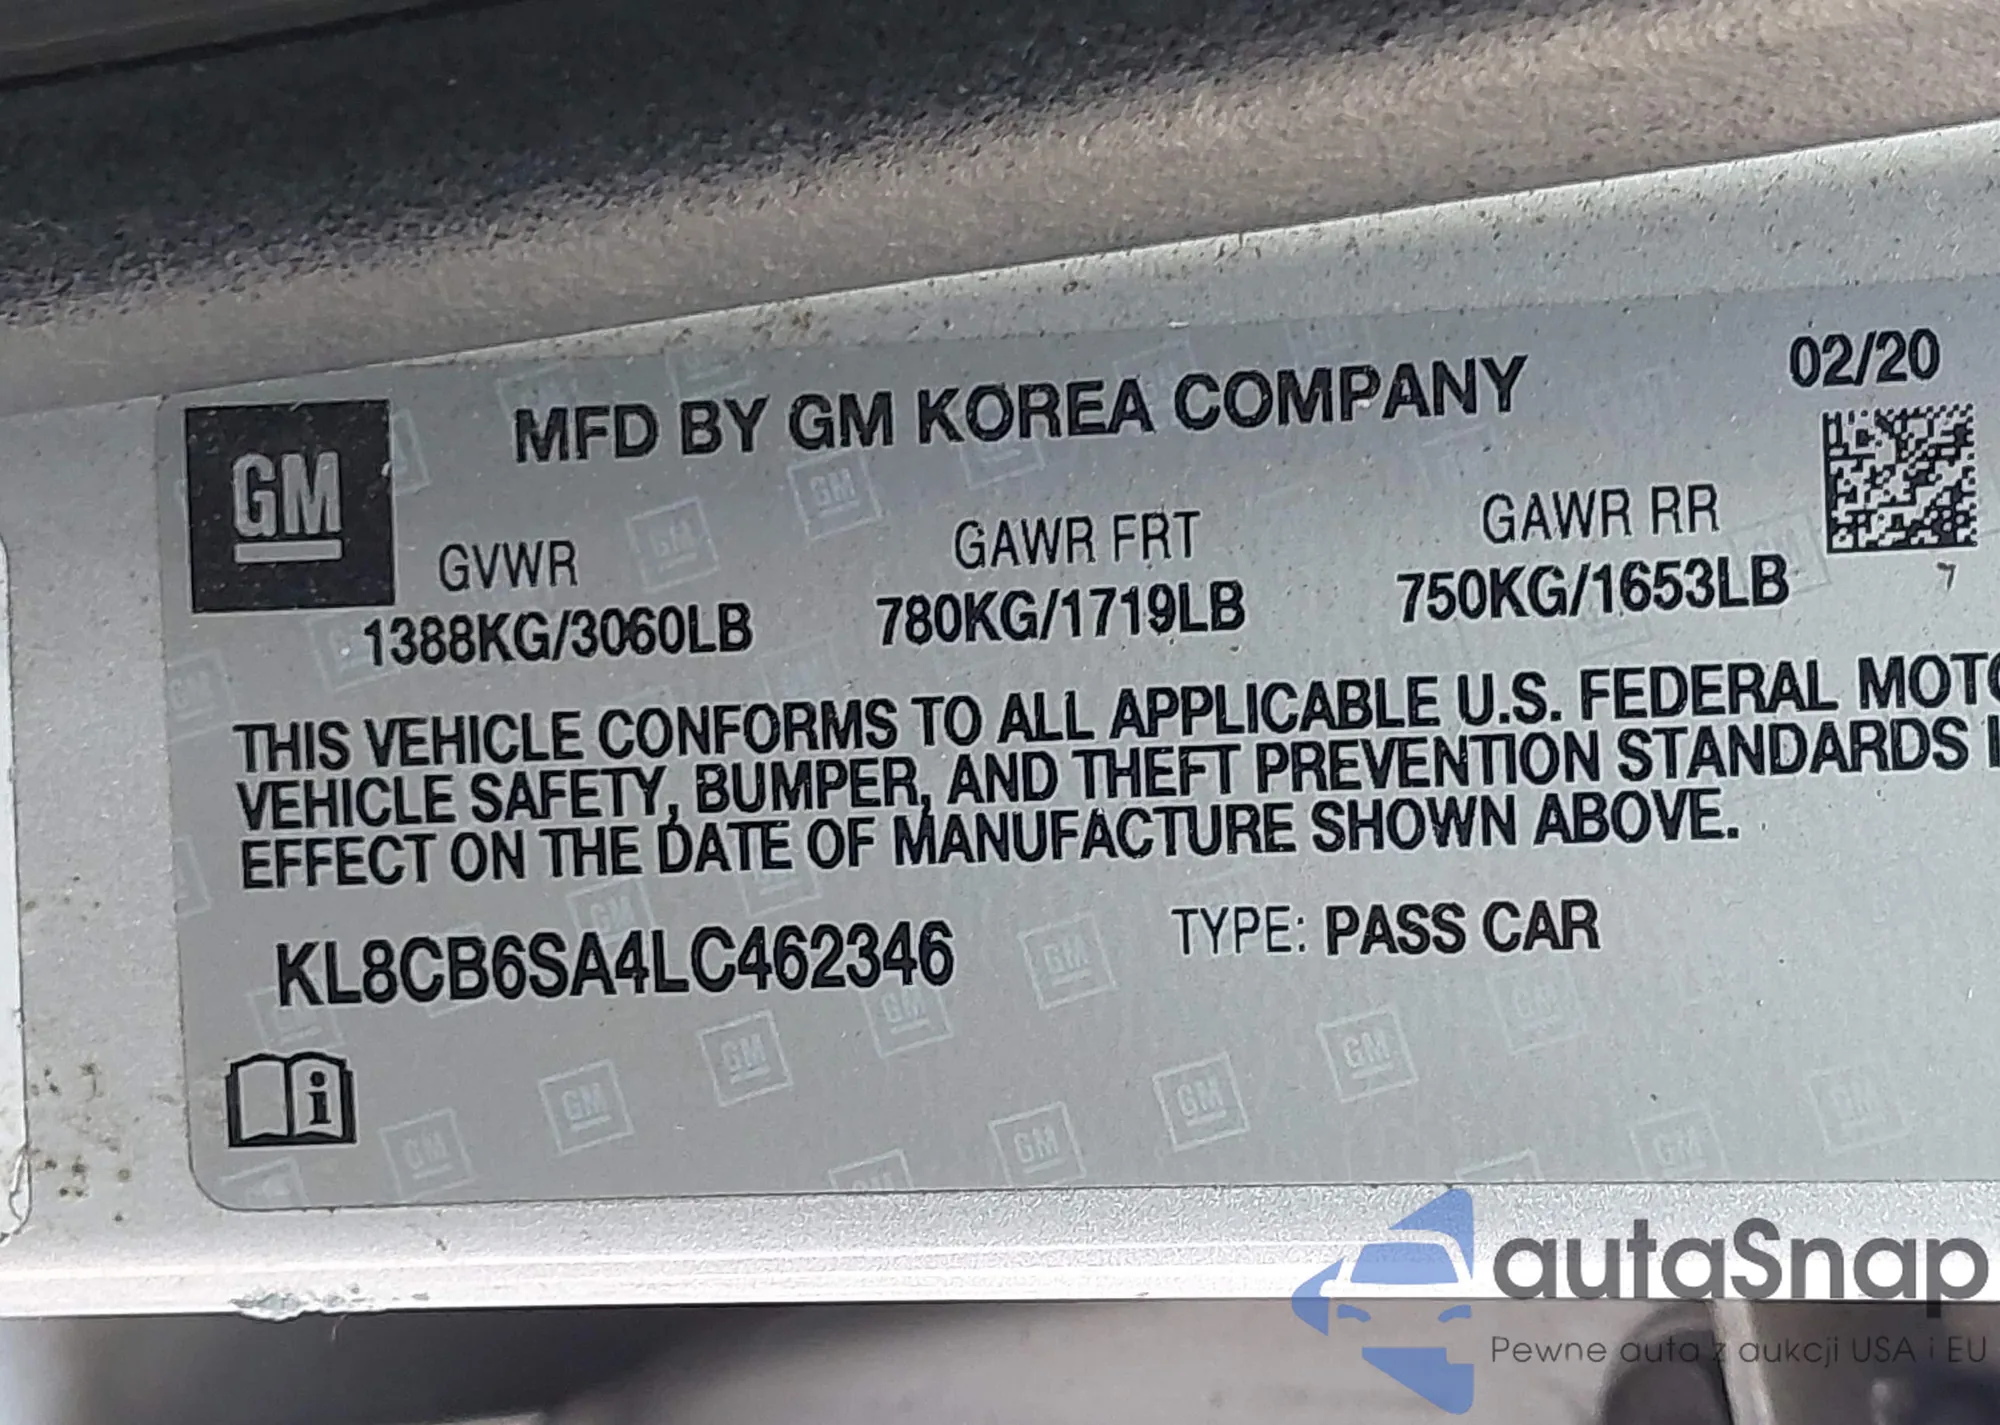 MFD BY GM KOREA COMPANY
02/20
GM
GVWR GAWR FRT GAWR RR
1388KG/3060LB 780KG/1719LB 750KG/1653LB
7
THIS VEHICLE CONFORMS TO ALL APPLICABLE U.S. FEDERAL MOTO
VEHICLE SAFETY, BUMPER, AND THEFT PREVENTION STANDARDS I
EFFECT ON THE DATE OF MANUFACTURE SHOWN ABOVE.
KL8CB6SA4LC462346 TYPE: PASS CAR
i
autaSnap
Pewne auta z aukcji USA i EU